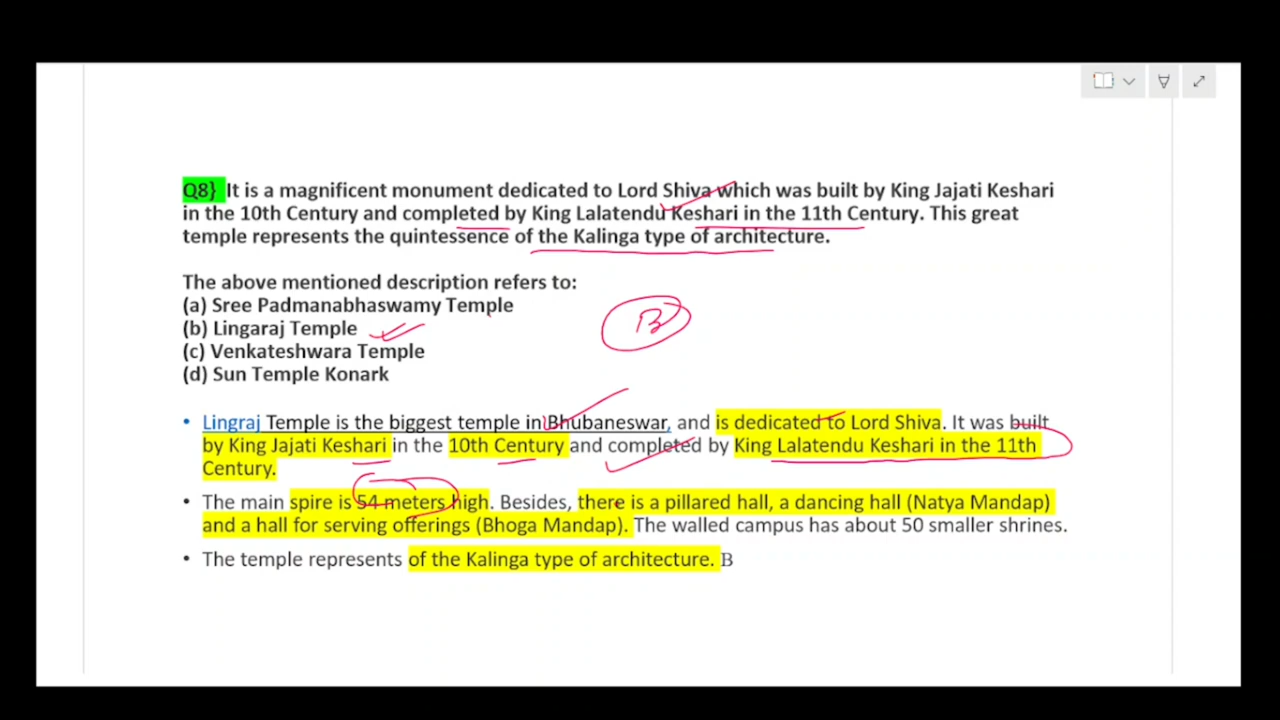 Q8} It is a magnificent monument dedicated to Lord Shiva which was built by King Jajati Keshari
in the 10th Century and completed by King Lalatendu Keshari in the 11th Century. This great
temple represents the quintessence of the Kalinga type of architecture.
The above mentioned description refers to:
(a) Sree Padmanabhaswamy Temple
(b) Lingaraj Temple
B
(c) Venkateshwara Temple
(d) Sun Temple Konark
• Lingraj Temple is the biggest temple in Bhubaneswar, and is dedicated to Lord Shiva. It was built
by King Jajati Keshari in the 10th Century and completed by King Lalatendu Keshari in the 11th
Century.
• The main spire is 54 meters high. Besides, there is a pillared hall, a dancing hall (Natya Mandap)
and a hall for serving offerings (Bhoga Mandap). The walled campus has about 50 smaller shrines.
• The temple represents of the Kalinga type of architecture. B